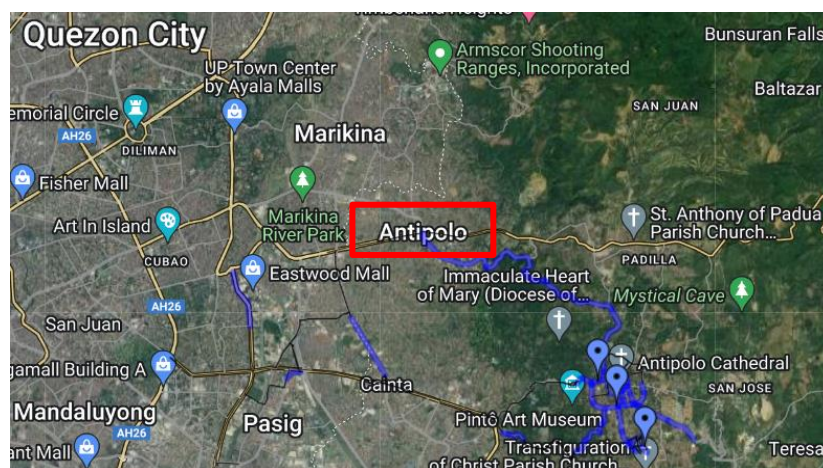 Quezon City
Bunsuran Falls
Armscor Shooting
Ranges, Incorporated
UP Town Center
by Ayala Malls
Baltazar
SAN JUAN
emorial Circle
AH26
Marikina
DILIMAN
Fisher Mall
St. Anthony of Padua
Parish Church...
Art In Island
Marikina
River Park
Antipolo
CUBAO
PADILLA
Eastwood Mall
Immaculate Heart
of Mary (Diocese of...
Mystical Cave
AH26
San Juan
gamall Building A
Antipolo Cathedral
Cainta
SAN JOSE
Mandaluyong
Pasig
Pintô Art Museum
AH26
ant Mall
Transfiguration
of Christ Parish Church
Teresa